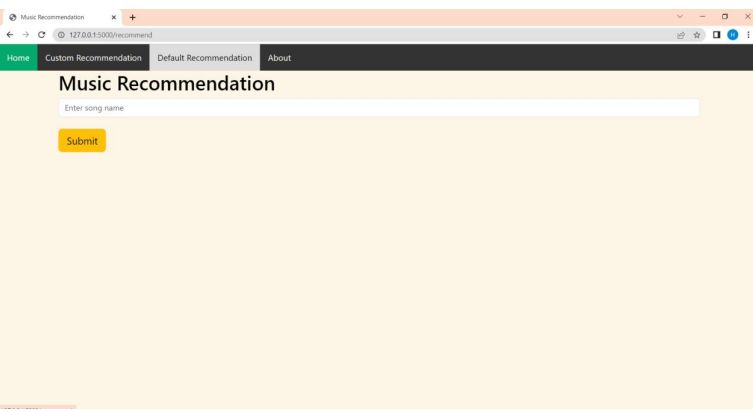 Music Recommendation
127.0.0.1:5000/recommend
H
Home Custom Recommendation Default Recommendation About
Music Recommendation
Enter song name
Submit